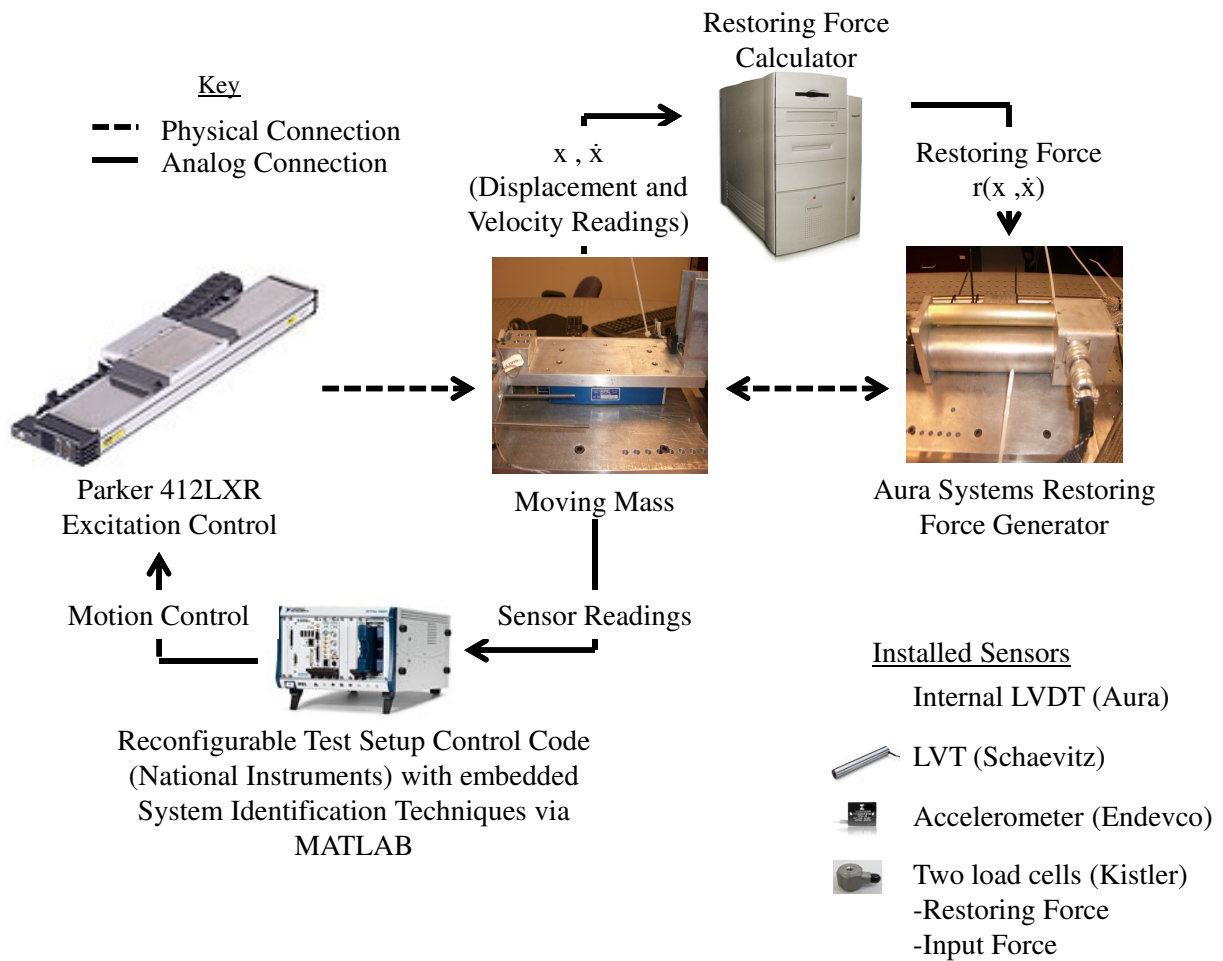 Restoring Force
Calculator
Key
Physical Connection
Analog Connection
x , ẋ
(Displacement and
Velocity Readings)
Restoring Force
r(x ,ẋ)
Parker 412LXR
Excitation Control
Moving Mass
Aura Systems Restoring
Force Generator
Motion Control
Sensor Readings
Reconfigurable Test Setup Control Code
(National Instruments) with embedded
System Identification Techniques via
MATLAB
Installed Sensors
Internal LVDT (Aura)
LVT (Schaevitz)
Accelerometer (Endevco)
Two load cells (Kistler)
-Restoring Force
-Input Force